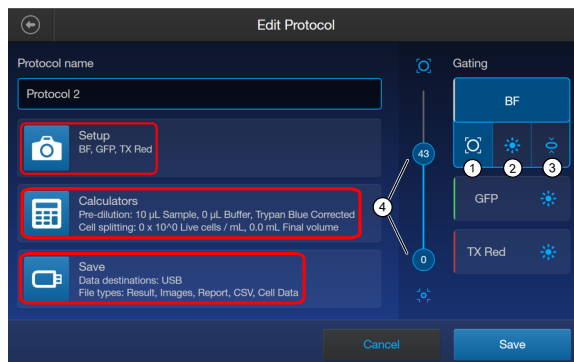 Edit Protocol
Protocol name
Protocol 2
Setup
BF, GFP, TX Red
Calculators
Pre-dilution: 10 µL Sample, 0 µL Buffer, Trypan Blue Corrected
Cell splitting: 0 x 10^0 Live cells / mL, 0.0 mL Final volume
Save
Data destinations: USB
File types: Result, Images, Report, CSV, Cell Data
43
4
0
Gating
BF
1 2 3
GFP
TX Red
Cancel
Save